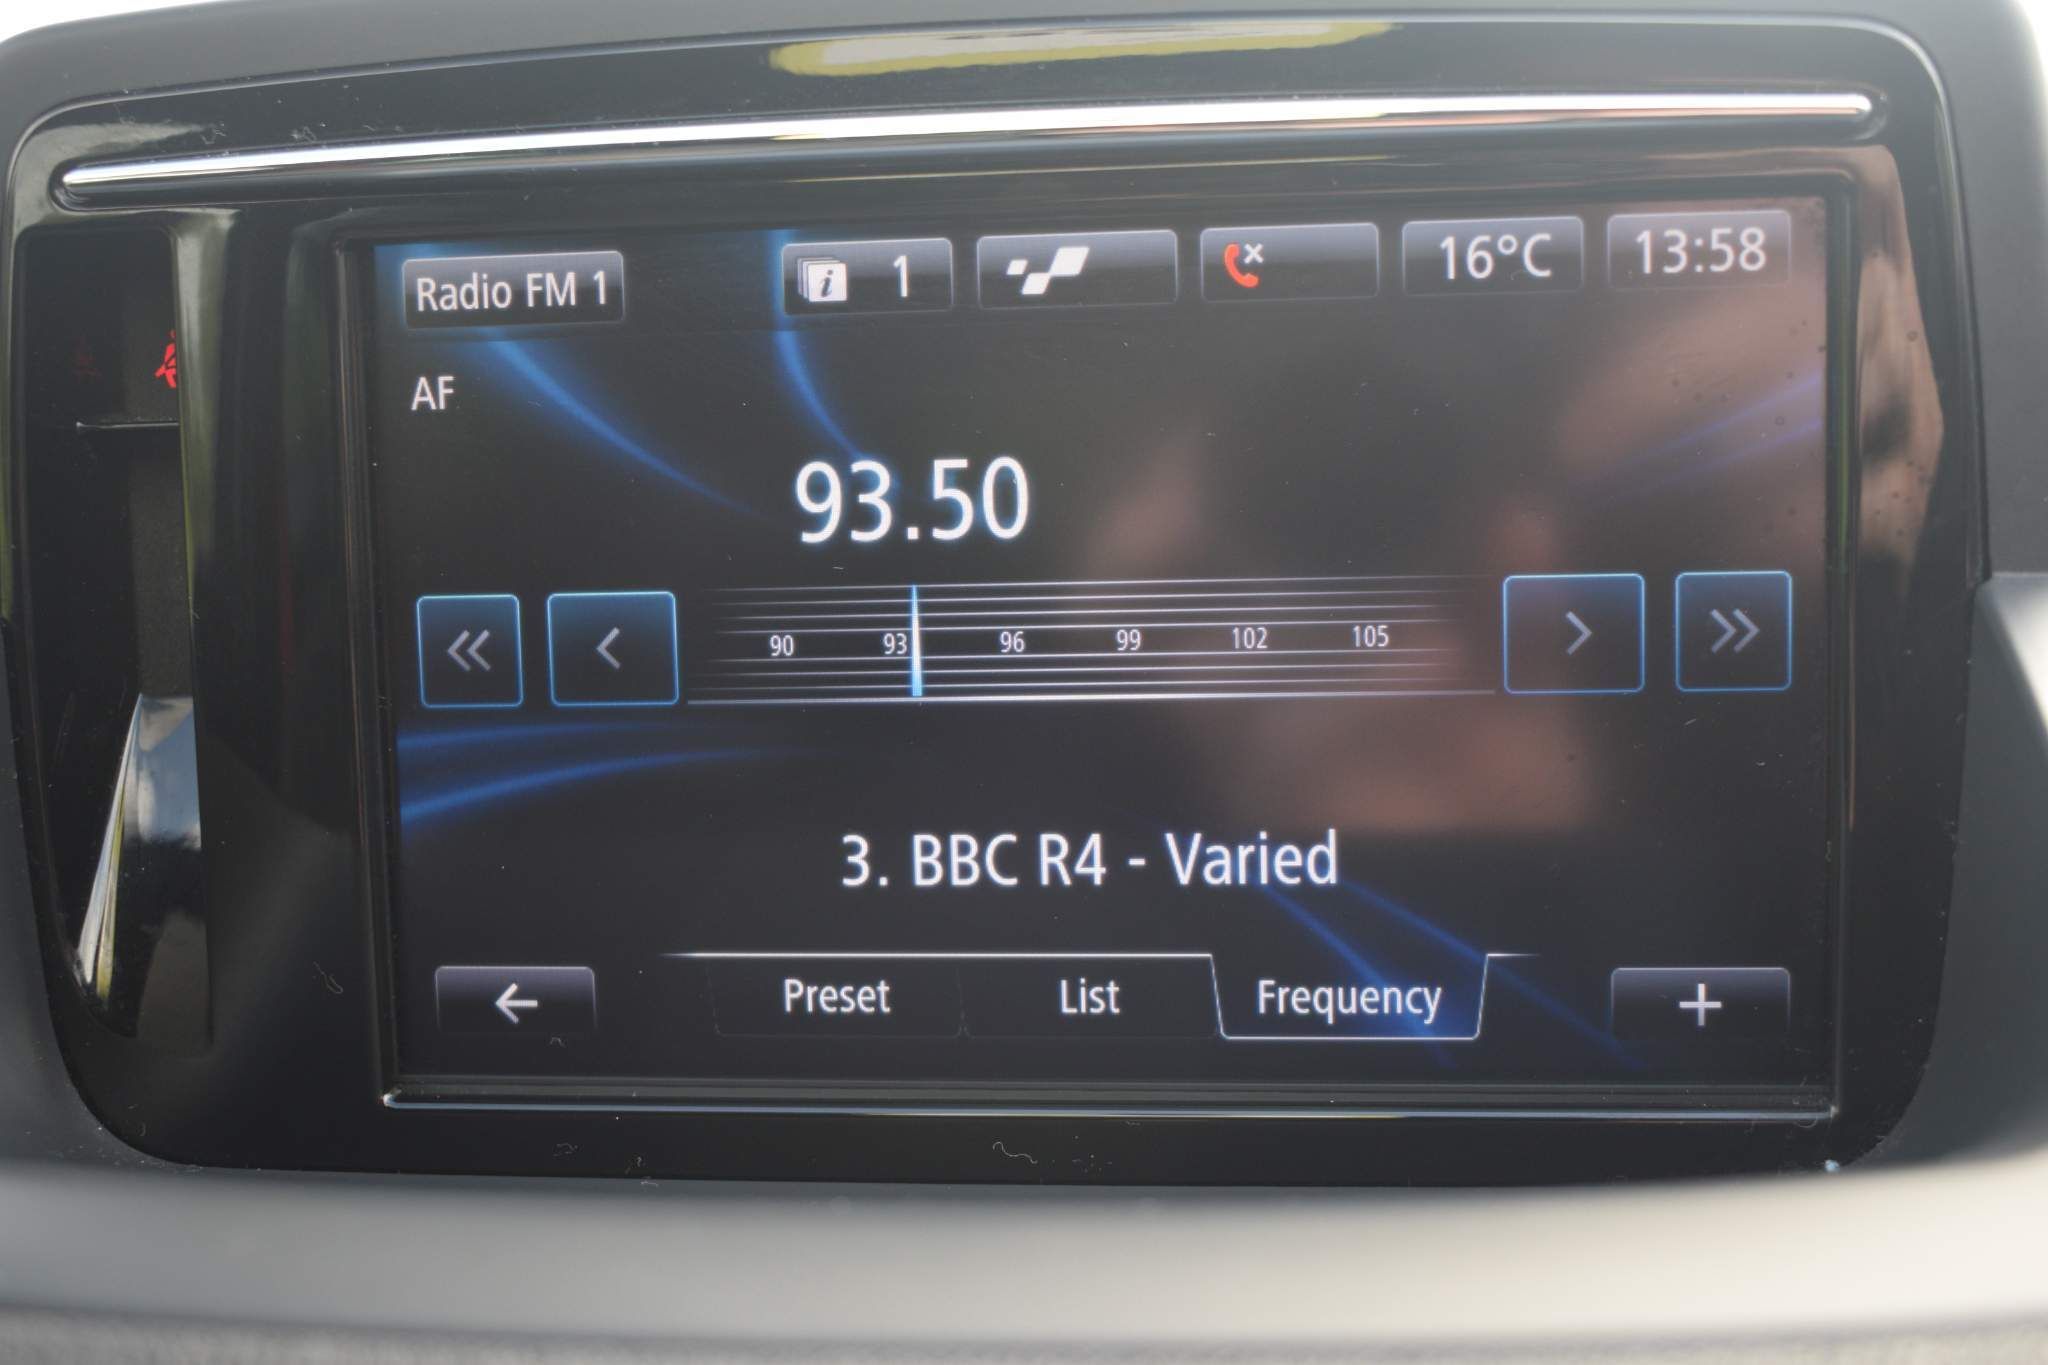 Radio FM 1
i 1
16°C
13:58
AF
93.50
90 93 96 99 102 105
3. BBC R4 - Varied
Preset
List
Frequency